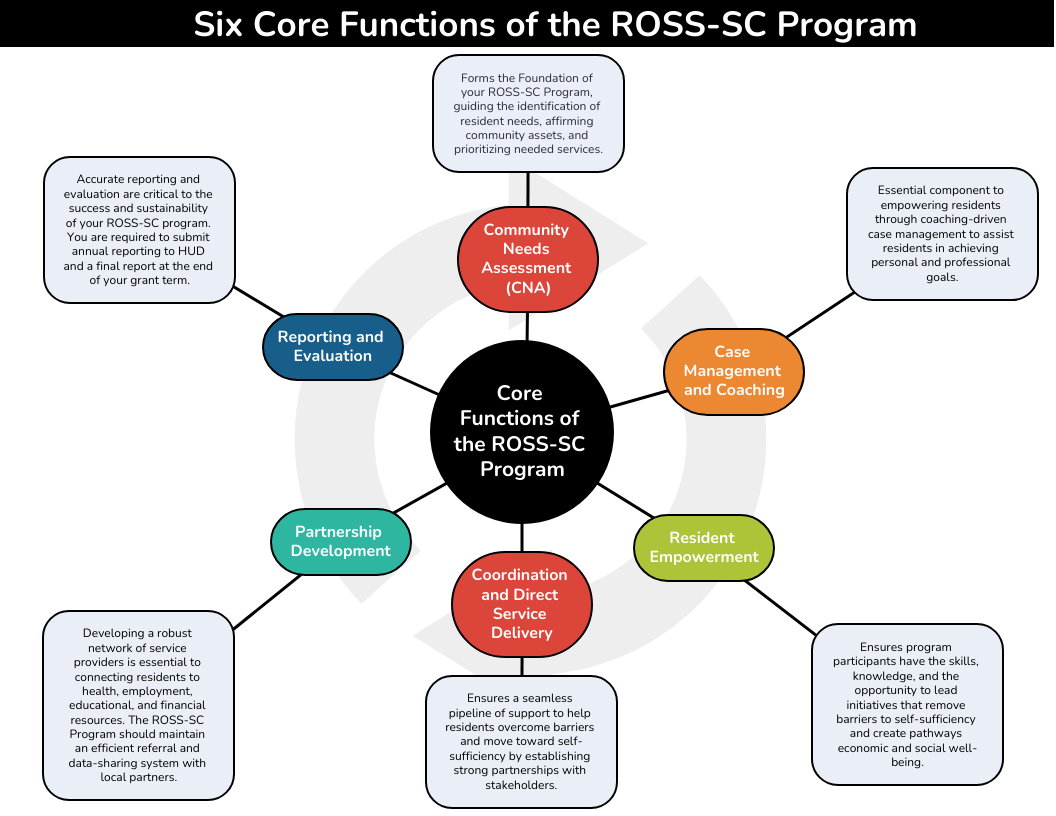 Six Core Functions of the ROSS-SC Program
Forms the Foundation of
your ROSS-SC Program,
guiding the identification of
resident needs, affirming
community assets, and
prioritizing needed services.
Community
Needs
Assessment
(CNA)
Essential component to
empowering residents
through coaching-driven
case management to assist
residents in achieving
personal and professional
goals.
Case
Management
and Coaching
Accurate reporting and
evaluation are critical to the
success and sustainability
of your ROSS-SC program.
You are required to submit
annual reporting to HUD
and a final report at the end
of your grant term.
Reporting and
Evaluation
Core
Functions of
the ROSS-SC
Program
Partnership
Development
Developing a robust
network of service
providers is essential to
connecting residents to
health, employment,
educational, and financial
resources. The ROSS-SC
Program should maintain
an efficient referral and
data-sharing system with
local partners.
Coordination
and Direct
Service
Delivery
Ensures a seamless
pipeline of support to help
residents overcome barriers
and move toward self-
sufficiency by establishing
strong partnerships with
stakeholders.
Resident
Empowerment
Ensures program
participants have the skills,
knowledge, and the
opportunity to lead
initiatives that remove
barriers to self-sufficiency
and create pathways
economic and social well-
being.